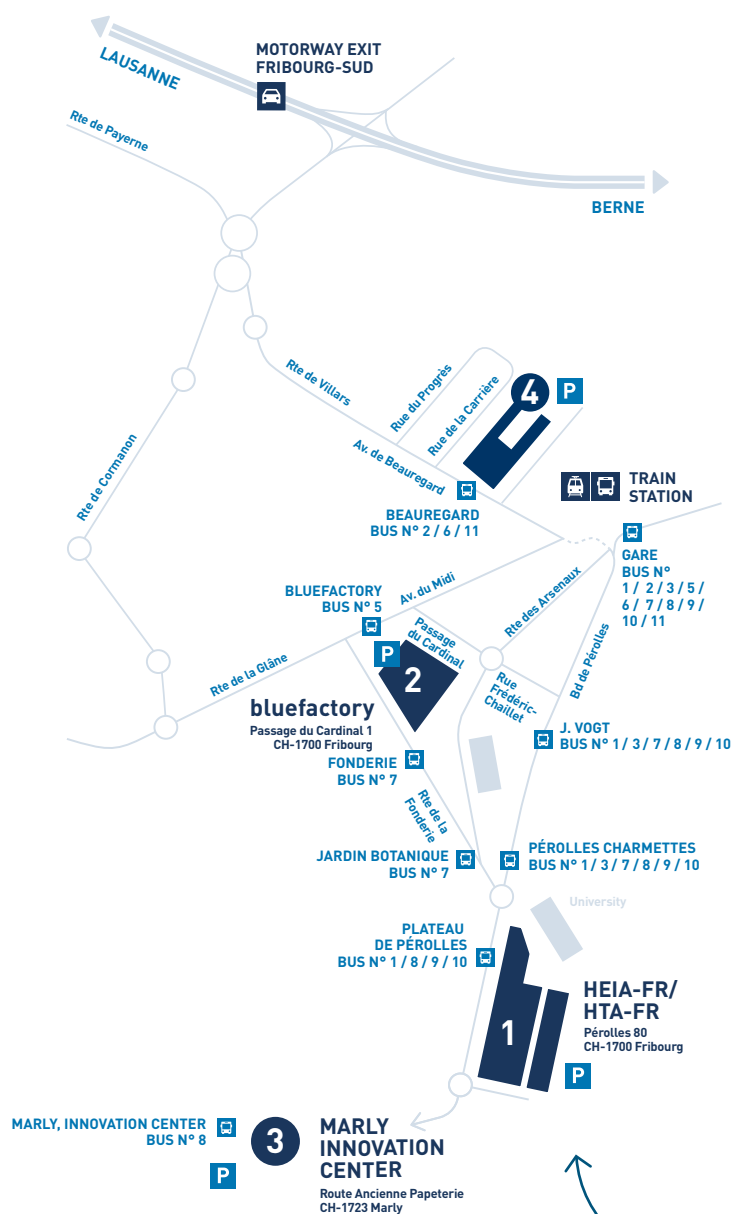 MOTORWAY EXIT
FRIBOURG-SUD
LAUSANNE
Rte de Payerne
BERNE
Rte de Villars
Rue du Progrès
Rue de la Carrière
4
P
Av. de Beauregard
Rte de Cormanon
TRAIN
STATION
BEAUREGARD
BUS N° 2 / 6 / 11
GARE
BUS N°
1 / 2 / 3 / 5 /
6 / 7 / 8 / 9 /
10 / 11
BLUEFACTORY
BUS N° 5
Av. du Midi
Rte des Arsenaux
Passage
du Cardinal
P
2
Rte de la Glâne
Rue
Frédéric-
Chaillet
Bd de Pérolles
bluefactory
Passage du Cardinal 1
CH-1700 Fribourg
J. VOGT
BUS N° 1 / 3 / 7 / 8 / 9 / 10
FONDERIE
BUS N° 7
Rte de la
Fonderie
JARDIN BOTANIQUE
BUS N° 7
PÉROLLES CHARMETTES
BUS N° 1 / 3 / 7 / 8 / 9 / 10
University
PLATEAU
DE PÉROLLES
BUS N° 1 / 8 / 9 / 10
HEIA-FR/
HTA-FR
Pérolles 80
CH-1700 Fribourg
1
P
MARLY, INNOVATION CENTER
BUS N° 8
P
3
MARLY
INNOVATION
CENTER
Route Ancienne Papeterie
CH-1723 Marly